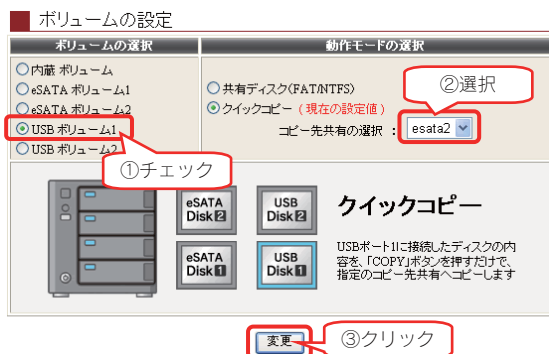 ボリュームの設定
ボリュームの選択
動作モードの選択
内蔵 ボリューム
eSATA ボリューム1
eSATA ボリューム2
USB ボリューム1
USB ボリューム2
共有ディスク(FAT/NTFS)
クイックコピー (現在の設定値)
コピー先共有の選択 : esata2
①チェック
②選択
eSATA Disk2
USB Disk2
eSATA Disk1
USB Disk1
クイックコピー
USBポート1に接続したディスクの内
容を、「COPY」ボタンを押すだけで、
指定のコピー先共有へコピーします
変更
③クリック